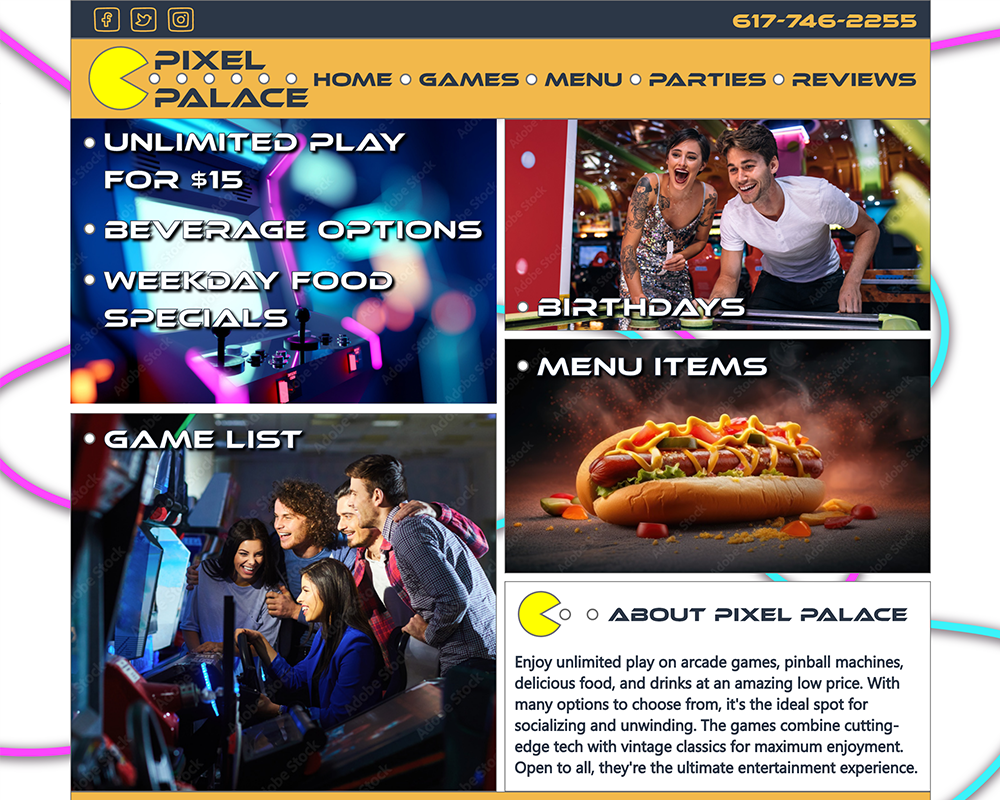 617-746-2255
PIXEL
PALACE
HOME GAMES MENU PARTIES REVIEWS
UNLIMITED PLAY
FOR $15
BEVERAGE OPTIONS
WEEKDAY FOOD
SPECIALS
BIRTHDAYS
MENU ITEMS
GAME LIST
ABOUT PIXEL PALACE
Enjoy unlimited play on arcade games, pinball machines,
delicious food, and drinks at an amazing low price. With
many options to choose from, it's the ideal spot for
socializing and unwinding. The games combine cutting-
edge tech with vintage classics for maximum enjoyment.
Open to all, they're the ultimate entertainment experience.
Adobe Stock